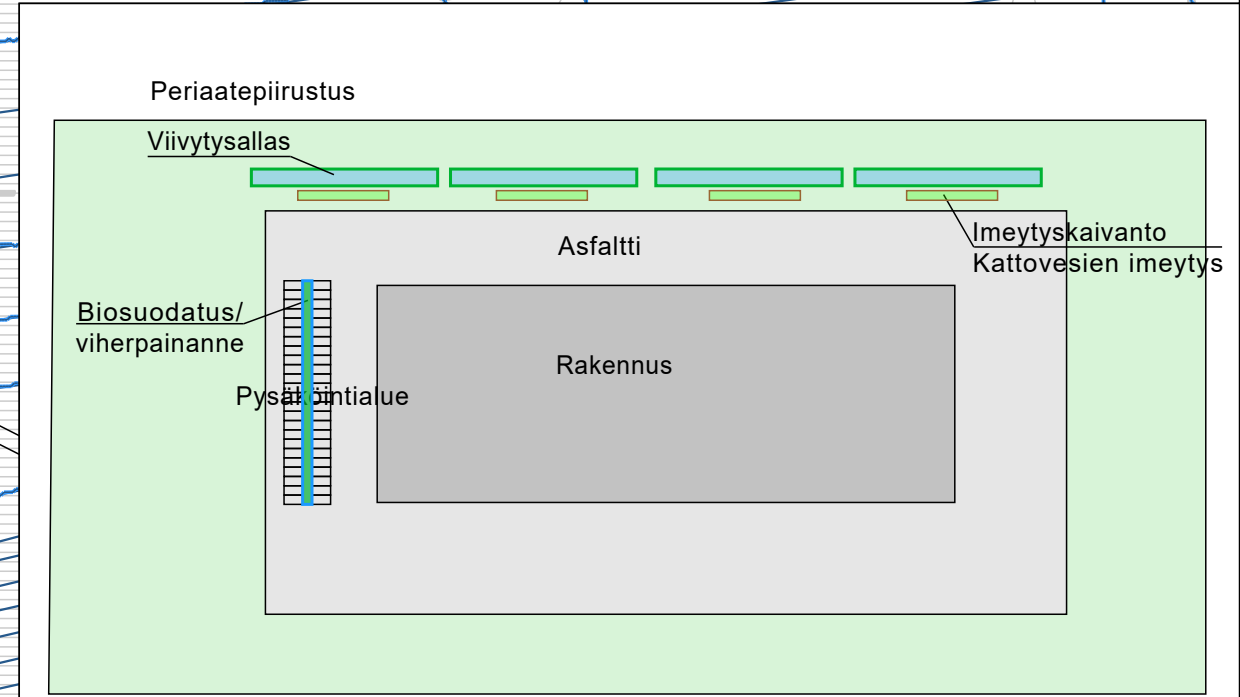 Periaatepiirustus
Viivytysallas
Imeytyskaivanto
Kattovesien imeytys
Asfaltti
Biosuodatus/
viherpainanne
Rakennus
Pysäköintialue